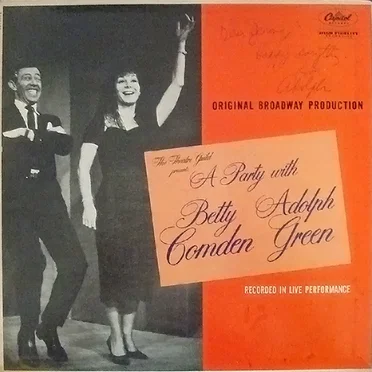 Capitol
HIGH FIDELITY
Adolph
ORIGINAL BROADWAY PRODUCTION
The Theatre Guild
presents
A Party with
Betty Adolph
Comden Green
RECORDED IN LIVE PERFORMANCE